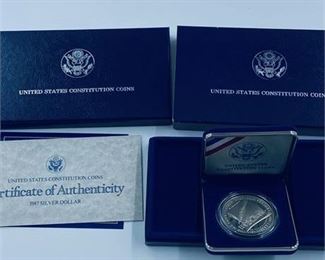 UNITED STATES CONSTITUTION COINS
UNITED STATES CONSTITUTION COINS
UNITED STATES CONSTITUTION COINS
ertificate of Authenticity
1987 SILVER DOLLAR